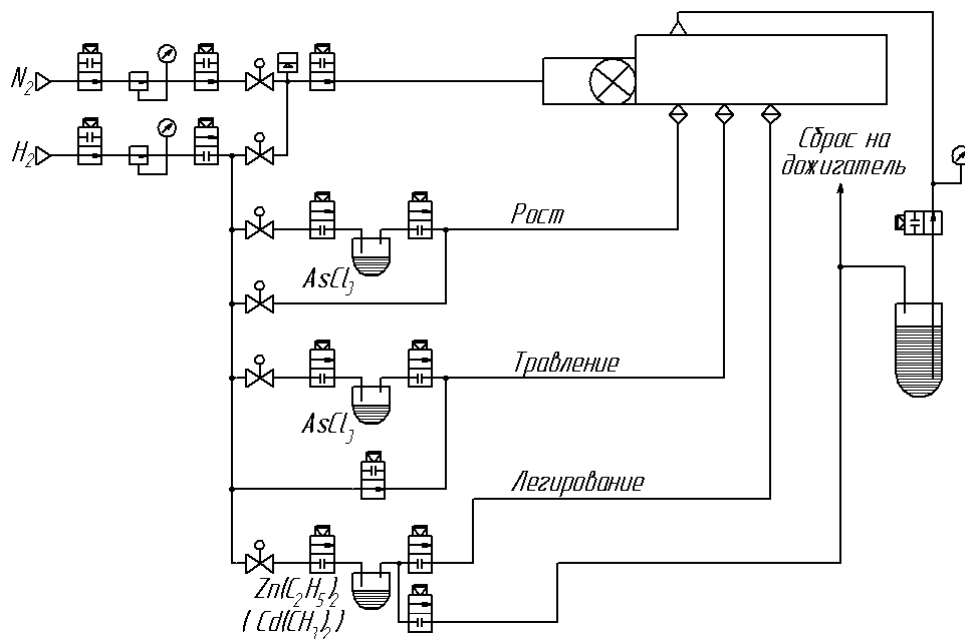 N₂
H₂
Сброс на
дожигатель
Рост
AsCl₃
Травление
AsCl₃
Легирование
Zn(C₂H₅)₂
(Cd(CH₃)₂)